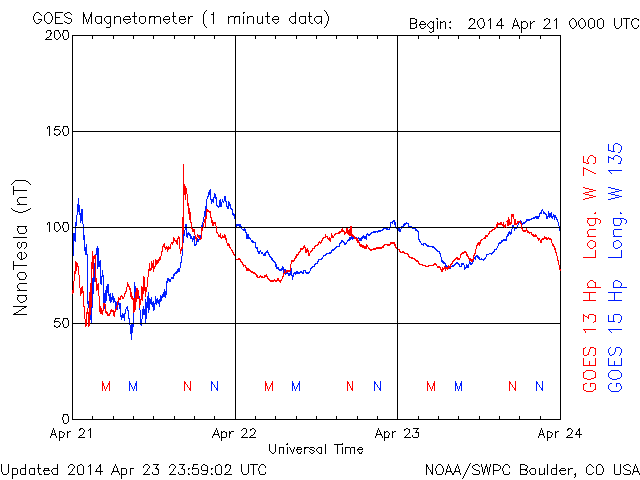 GOES Magnetometer (1 minute data)
Begin: 2014 Apr 21 0000 UTC
200
150
100
50
0
NanoTesla (nT)
M M N N M M N N M M N N
Apr 21 Apr 22 Apr 23 Apr 24
Universal Time
GOES 13 Hp Long. W 75
GOES 15 Hp Long. W 135
Updated 2014 Apr 23 23:59:02 UTC
NOAA/SWPC Boulder, CO USA